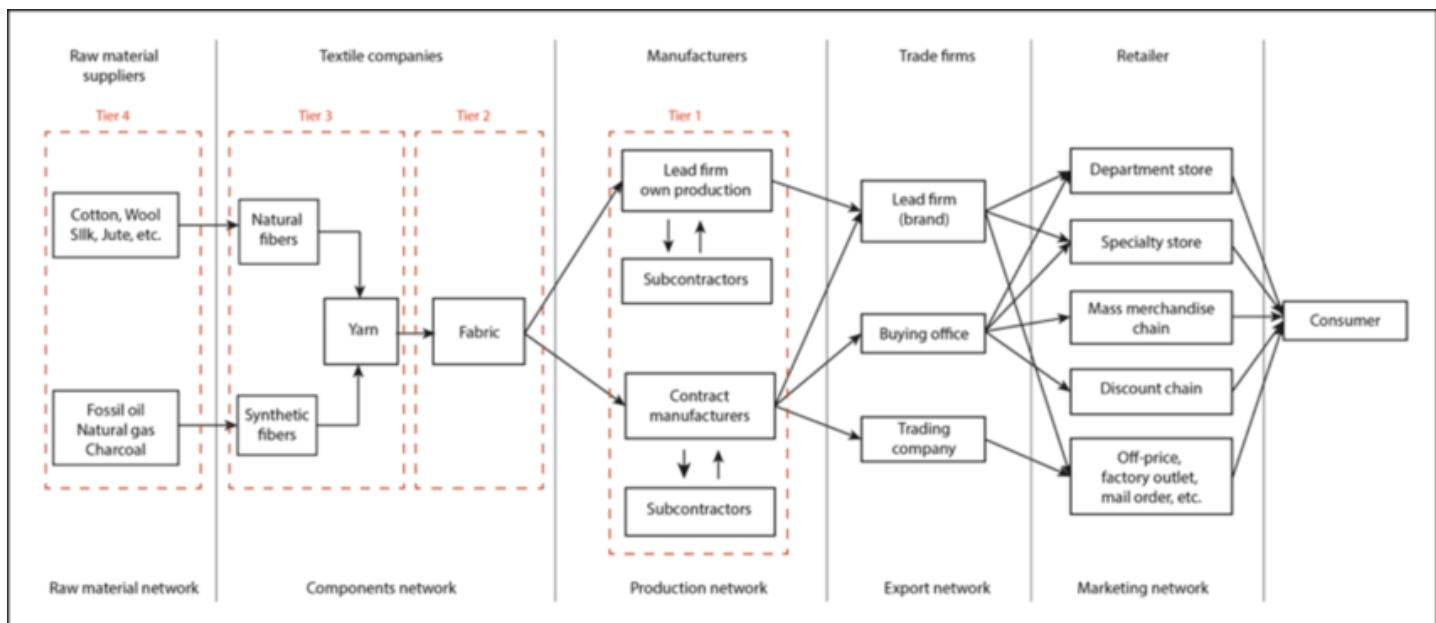 Raw material
suppliers
Textile companies
Manufacturers
Trade firms
Retailer
Tier 4
Tier 3
Tier 2
Tier 1
Cotton, Wool
SIlk, Jute, etc.
Fossil oil
Natural gas
Charcoal
Natural
fibers
Synthetic
fibers
Yarn
Fabric
Lead firm
own production
Subcontractors
Contract
manufacturers
Subcontractors
Lead firm
(brand)
Buying office
Trading
company
Department store
Specialty store
Mass merchandise
chain
Discount chain
Off-price,
factory outlet,
mail order, etc.
Consumer
Raw material network
Components network
Production network
Export network
Marketing network